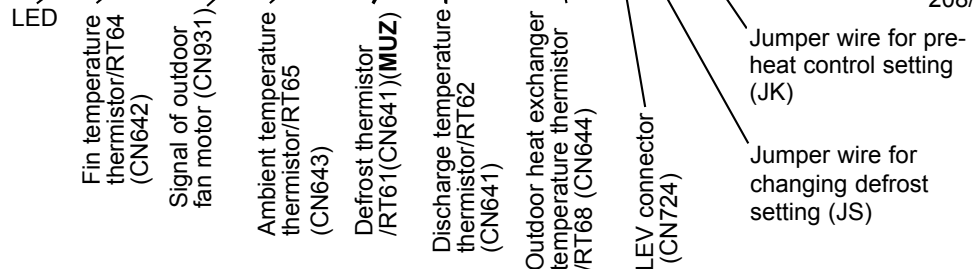 LED
208/
Fin temperature
thermistor/RT64
(CN642)
Signal of outdoor
fan motor (CN931)
Ambient temperature
thermistor/RT65
(CN643)
Defrost thermistor
/RT61(CN641)(MUZ)
Discharge temperature
thermistor/RT62
(CN641)
Outdoor heat exchanger
temperature thermistor
/RT68 (CN644)
LEV connector
(CN724)
Jumper wire for pre-
heat control setting
(JK)
Jumper wire for
changing defrost
setting (JS)